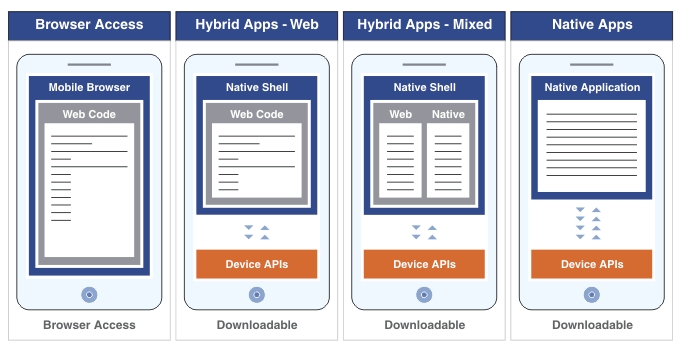 Browser Access
Hybrid Apps - Web
Hybrid Apps - Mixed
Native Apps
Mobile Browser
Web Code
Native Shell
Web Code
Device APIs
Native Shell
Web Native
Device APIs
Native Application
Device APIs
Browser Access
Downloadable
Downloadable
Downloadable